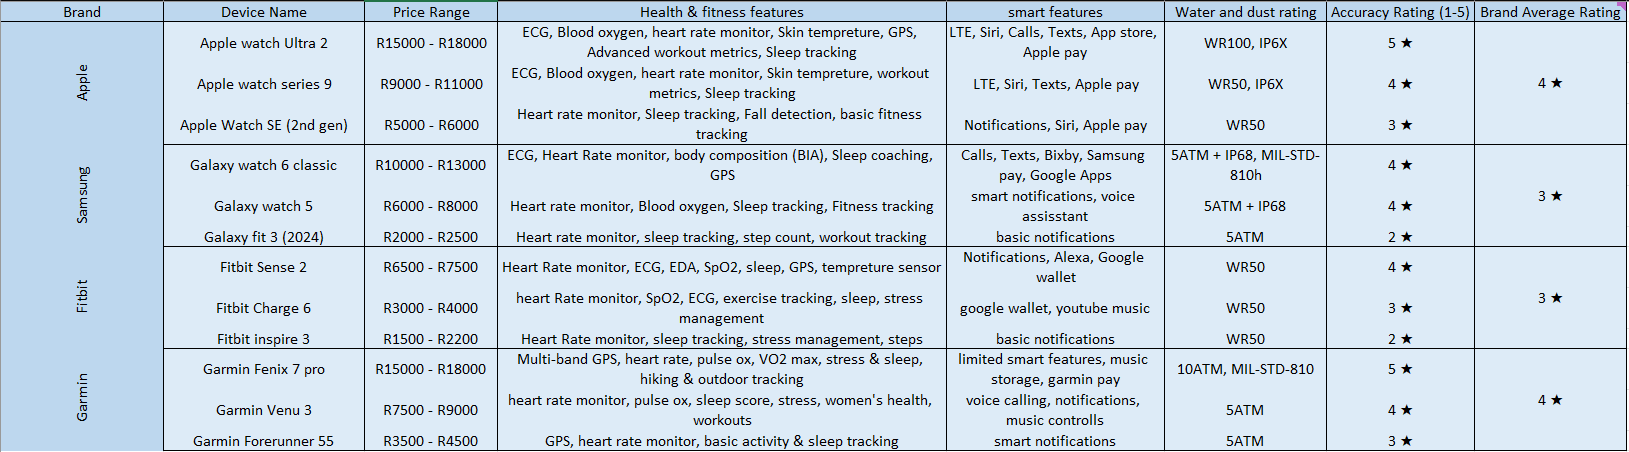 Brand Device Name Price Range Health & fitness features smart features Water and dust rating Accuracy Rating (1-5) Brand Average Rating
Apple
Apple watch Ultra 2 R15000 - R18000 ECG, Blood oxygen, heart rate monitor, Skin tempreture, GPS,
Advanced workout metrics, Sleep tracking
LTE, Siri, Calls, Texts, App store,
Apple pay
WR100, IP6X 5 ★
4 ★
Apple watch series 9 R9000 - R11000 ECG, Blood oxygen, heart rate monitor, Skin tempreture, workout
metrics, Sleep tracking
LTE, Siri, Texts, Apple pay WR50, IP6X 4 ★
Apple Watch SE (2nd gen) R5000 - R6000 Heart rate monitor, Sleep tracking, Fall detection, basic fitness
tracking
Notifications, Siri, Apple pay WR50 3 ★
Samsung
Galaxy watch 6 classic R10000 - R13000 ECG, Heart Rate monitor, body composition (BIA), Sleep coaching,
GPS
Calls, Texts, Bixby, Samsung
pay, Google Apps
5ATM + IP68, MIL-STD-
810h
4 ★
3 ★
Galaxy watch 5 R6000 - R8000 Heart rate monitor, Blood oxygen, Sleep tracking, Fitness tracking
smart notifications, voice
assisstant
5ATM + IP68 4 ★
Galaxy fit 3 (2024) R2000 - R2500 Heart rate monitor, sleep tracking, step count, workout tracking basic notifications 5ATM 2 ★
Fitbit
Fitbit Sense 2 R6500 - R7500 Heart Rate monitor, ECG, EDA, SpO2, sleep, GPS, tempreture sensor
Notifications, Alexa, Google
wallet
WR50 4 ★
3 ★
Fitbit Charge 6 R3000 - R4000 heart Rate monitor, SpO2, ECG, exercise tracking, sleep, stress
management
google wallet, youtube music WR50 3 ★
Fitbit inspire 3 R1500 - R2200 Heart Rate monitor, sleep tracking, stress management, steps basic notifications WR50 2 ★
Garmin
Garmin Fenix 7 pro R15000 - R18000 Multi-band GPS, heart rate, pulse ox, VO2 max, stress & sleep,
hiking & outdoor tracking
limited smart features, music
storage, garmin pay
10ATM, MIL-STD-810 5 ★
4 ★
Garmin Venu 3 R7500 - R9000 heart rate monitor, pulse ox, sleep score, stress, women's health,
workouts
voice calling, notifications,
music controlls
5ATM 4 ★
Garmin Forerunner 55 R3500 - R4500 GPS, heart rate monitor, basic activity & sleep tracking smart notifications 5ATM 3 ★